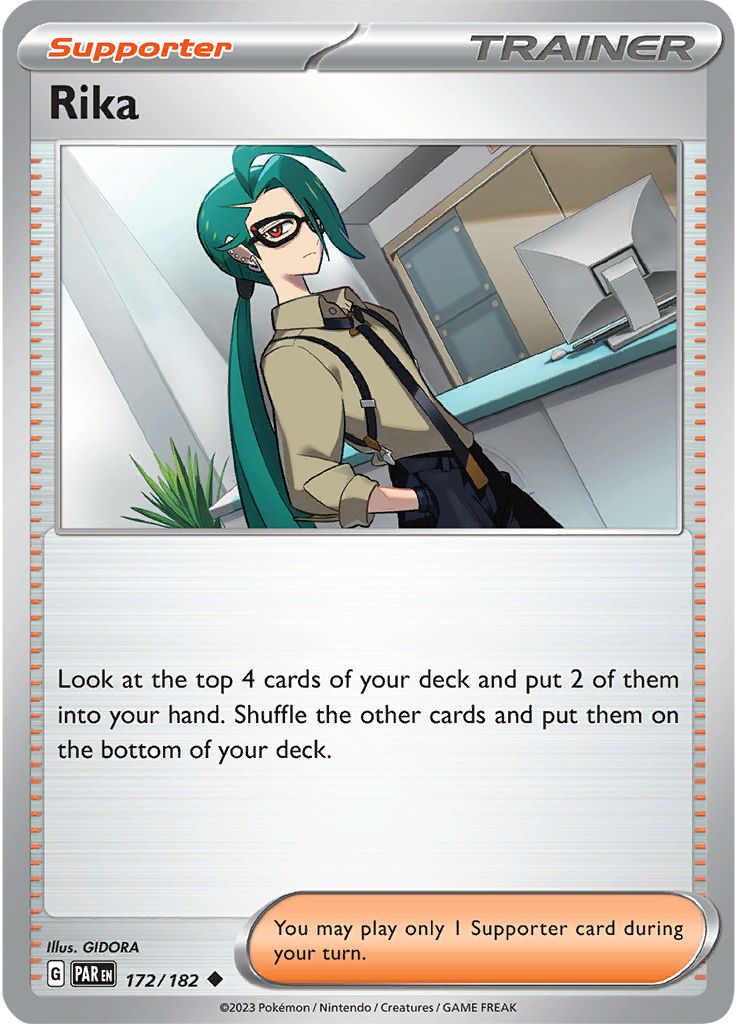 Supporter
TRAINER
Rika
Look at the top 4 cards of your deck and put 2 of them
into your hand. Shuffle the other cards and put them on
the bottom of your deck.
You may play only 1 Supporter card during
your turn.
Illus. GIDORA
G PAR EN 172/182 ◆
©2023 Pokémon / Nintendo / Creatures / GAME FREAK